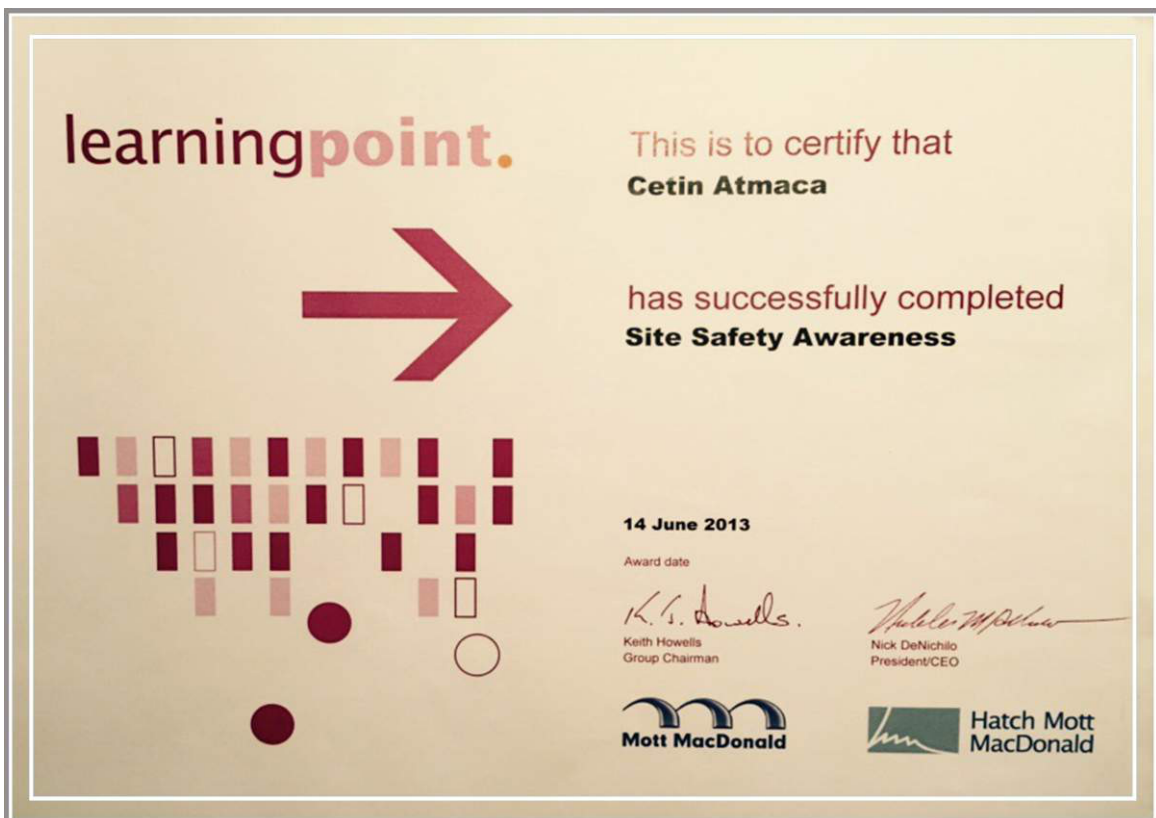 learningpoint.
This is to certify that
Cetin Atmaca
has successfully completed
Site Safety Awareness
14 June 2013
Award date
K. J. Howells.
Keith Howells
Group Chairman
Nick DeNichilo
President/CEO
Mott MacDonald
Hatch Mott
MacDonald